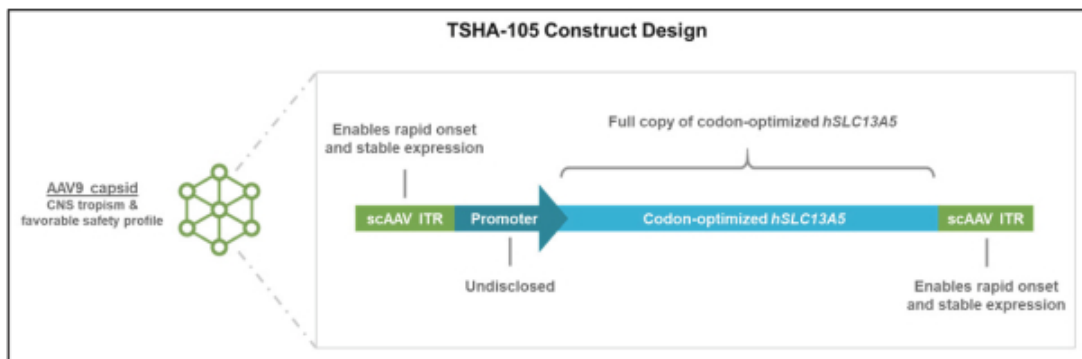 TSHA-105 Construct Design
Enables rapid onset
and stable expression
Full copy of codon-optimized hSLC13A5
AAV9 capsid
CNS tropism &
favorable safety profile
scAAV ITR
Promoter
Codon-optimized hSLC13A5
scAAV ITR
Undisclosed
Enables rapid onset
and stable expression